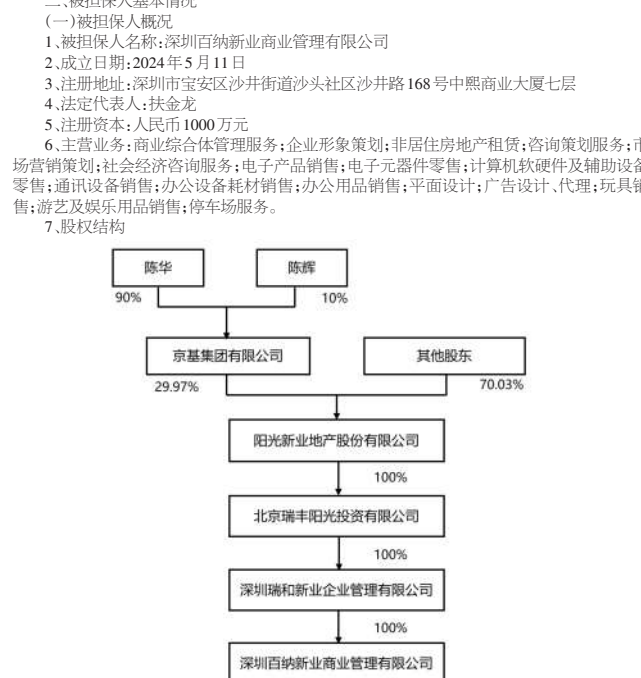 二、被担保人基本情况
(一)被担保人概况
1、被担保人名称:深圳百纳新业商业管理有限公司
2、成立日期:2024年5月11日
3、注册地址:深圳市宝安区沙井街道沙头社区沙井路168号中熙商业大厦七层
4、法定代表人:扶金龙
5、注册资本:人民币1000万元
6、主营业务:商业综合体管理服务;企业形象策划;非居住房地产租赁;咨询策划服务;市
场营销策划;社会经济咨询服务;电子产品销售;电子元器件零售;计算机软硬件及辅助设备
零售;通讯设备销售;办公设备耗材销售;办公用品销售;平面设计;广告设计、代理;玩具销
售;游艺及娱乐用品销售;停车场服务。
7、股权结构
陈华 陈辉
90% 10%
京基集团有限公司 其他股东
29.97% 70.03%
阳光新业地产股份有限公司
100%
北京瑞丰阳光投资有限公司
100%
深圳瑞和新业企业管理有限公司
100%
深圳百纳新业商业管理有限公司